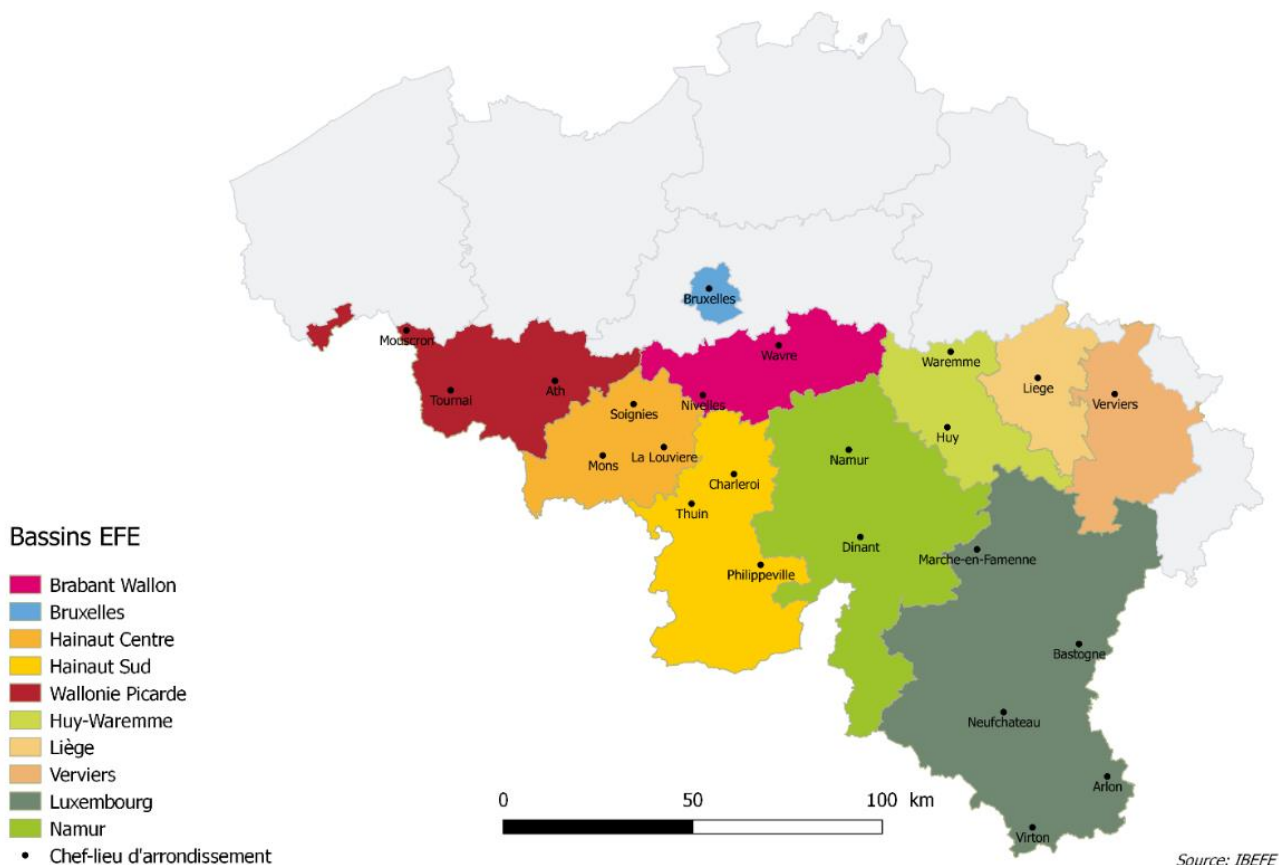 Bruxelles
Mouscron
Wavre
Waremme
Tournai
Ath
Nivelles
Liege
Verviers
Soignies
Huy
La Louviere
Mons
Namur
Charleroi
Thuin
Dinant
Marche-en-Famenne
Philippeville
Bastogne
Neufchateau
Arlon
Virton
Bassins EFE
Brabant Wallon
Bruxelles
Hainaut Centre
Hainaut Sud
Wallonie Picarde
Huy-Waremme
Liège
Verviers
Luxembourg
Namur
Chef-lieu d'arrondissement
0 50 100 km
Source: IBEFE